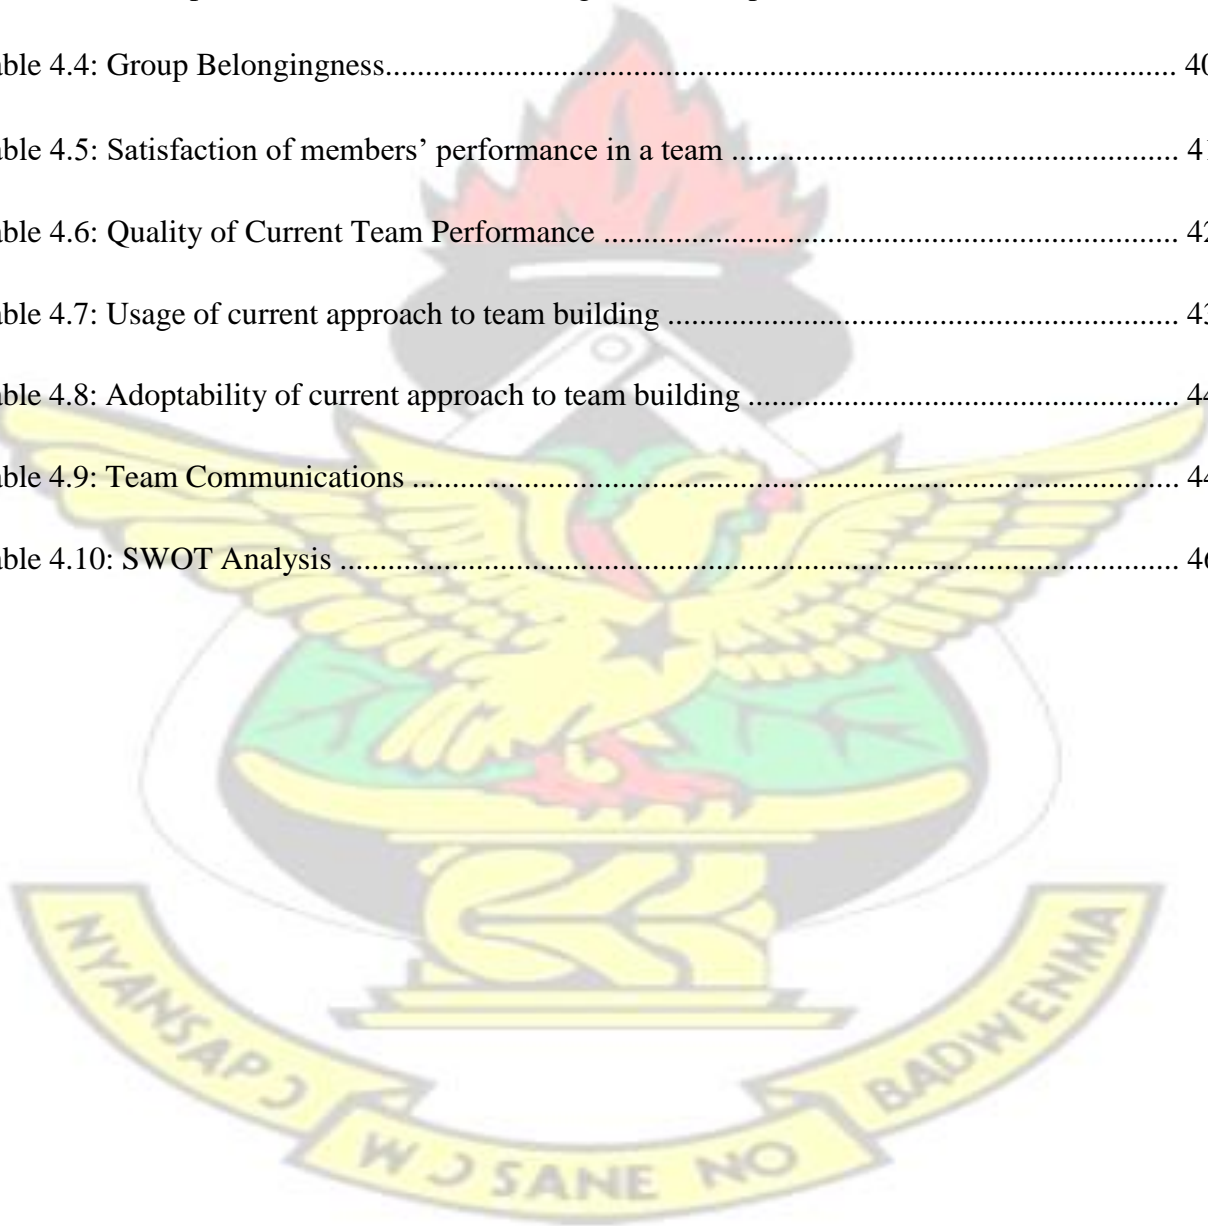 able 4.4: Group Belongingness............................................................................................. 40
able 4.5: Satisfaction of members’ performance in a team ..................................................... 41
able 4.6: Quality of Current Team Performance .................................................................... 42
able 4.7: Usage of current approach to team building ............................................................ 43
able 4.8: Adoptability of current approach to team building ................................................... 44
able 4.9: Team Communications .......................................................................................... 44
able 4.10: SWOT Analysis ................................................................................................... 46
NYANSAPƆ
WƆSANE NO
BADWENMA